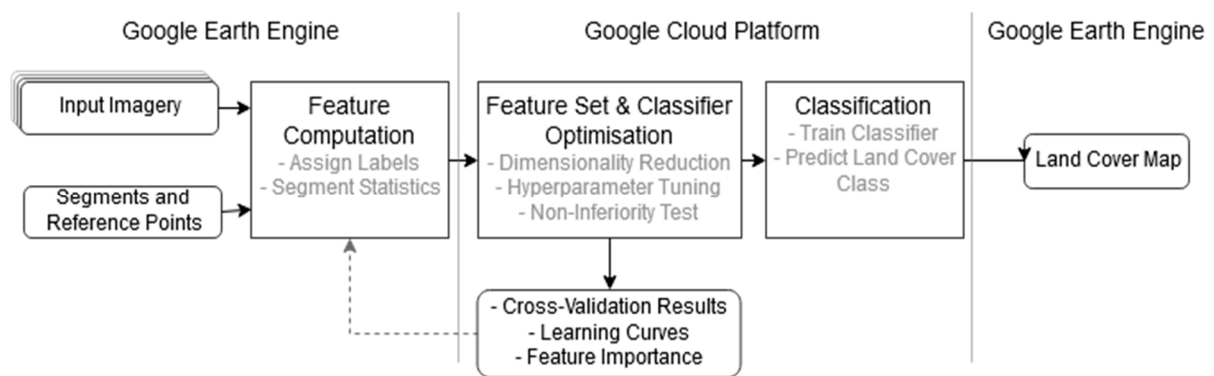 Google Earth Engine
Google Cloud Platform
Google Earth Engine
Input Imagery
Segments and
Reference Points
Feature
Computation
- Assign Labels
- Segment Statistics
Feature Set & Classifier
Optimisation
- Dimensionality Reduction
- Hyperparameter Tuning
- Non-Inferiority Test
- Cross-Validation Results
- Learning Curves
- Feature Importance
Classification
- Train Classifier
- Predict Land Cover
Class
Land Cover Map